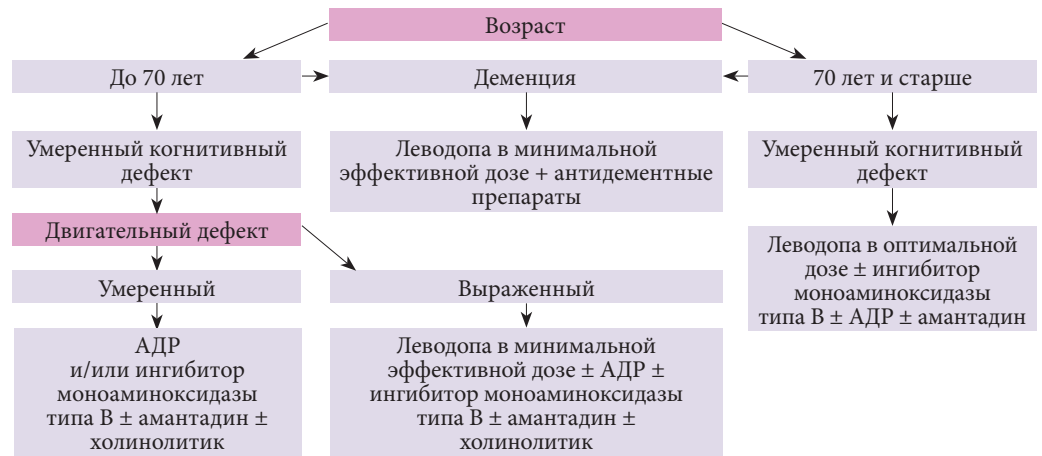 Возраст
До 70 лет
Деменция
70 лет и старше
Умеренный когнитивный
дефект
Леводопа в минимальной
эффективной дозе + антидементные
препараты
Умеренный когнитивный
дефект
Двигательный дефект
Леводопа в оптимальной
дозе ± ингибитор
моноаминоксидазы
типа В ± АДР ± амантадин
Умеренный
Выраженный
АДР
и/или ингибитор
моноаминоксидазы
типа В ± амантадин ±
холинолитик
Леводопа в минимальной
эффективной дозе ± АДР ±
ингибитор моноаминоксидазы
типа В ± амантадин ±
холинолитик